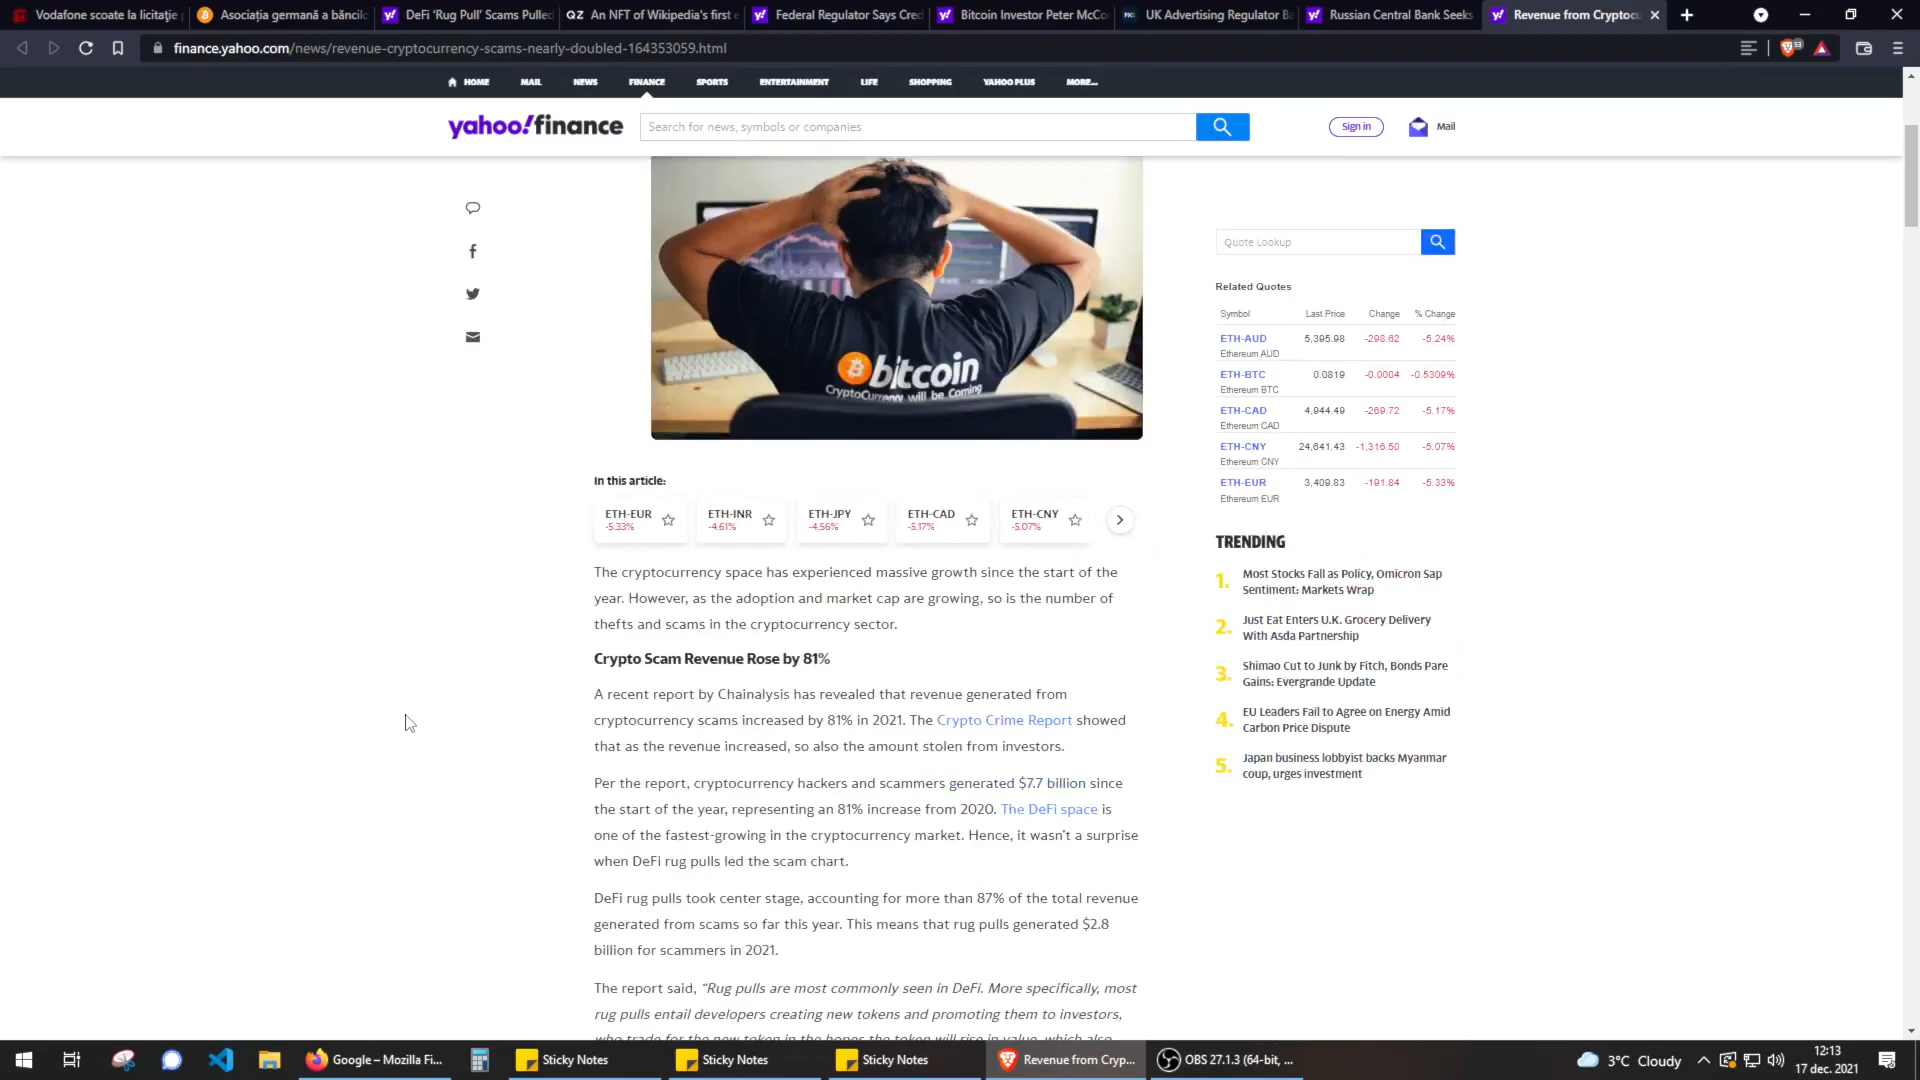 Vodafone scoate la licitație
Asociația germană a băncilo
DeFi 'Rug Pull' Scams Pulled
QZ An NFT of Wikipedia's first e
Federal Regulator Says Cred
Bitcoin Investor Peter McCo
UK Advertising Regulator Ba
Russian Central Bank Seeks
Revenue from Cryptocu
finance.yahoo.com/news/revenue-cryptocurrency-scams-nearly-doubled-164353059.html
HOME MAIL NEWS FINANCE SPORTS ENTERTAINMENT LIFE SHOPPING YAHOO PLUS MORE...
yahoo!finance
Search for news, symbols or companies
Sign in
Mail
bitcoin
CryptoCurrency will be Coming
Quote Lookup
Related Quotes
Symbol Last Price Change % Change
ETH-AUD 5,395.98 -298.62 -5.24%
Ethereum AUD
ETH-BTC 0.0819 -0.0004 -0.5309%
Ethereum BTC
ETH-CAD 4,944.49 -269.72 -5.17%
Ethereum CAD
ETH-CNY 24,641.43 -1,316.50 -5.07%
Ethereum CNY
ETH-EUR 3,409.83 -191.84 -5.33%
Ethereum EUR
In this article:
ETH-EUR ETH-INR ETH-JPY ETH-CAD ETH-CNY
-5.33% -4.61% -4.56% -5.17% -5.07%
The cryptocurrency space has experienced massive growth since the start of the
year. However, as the adoption and market cap are growing, so is the number of
thefts and scams in the cryptocurrency sector.
Crypto Scam Revenue Rose by 81%
A recent report by Chainalysis has revealed that revenue generated from
cryptocurrency scams increased by 81% in 2021. The Crypto Crime Report showed
that as the revenue increased, so also the amount stolen from investors.
Per the report, cryptocurrency hackers and scammers generated $7.7 billion since
the start of the year, representing an 81% increase from 2020. The DeFi space is
one of the fastest-growing in the cryptocurrency market. Hence, it wasn't a surprise
when DeFi rug pulls led the scam chart.
DeFi rug pulls took center stage, accounting for more than 87% of the total revenue
generated from scams so far this year. This means that rug pulls generated $2.8
billion for scammers in 2021.
The report said, "Rug pulls are most commonly seen in DeFi. More specifically, most
rug pulls entail developers creating new tokens and promoting them to investors,
who trade for the new token in the hopes the token will rise in value, which also
TRENDING
1. Most Stocks Fall as Policy, Omicron Sap
Sentiment: Markets Wrap
2. Just Eat Enters U.K. Grocery Delivery
With Asda Partnership
3. Shimao Cut to Junk by Fitch, Bonds Pare
Gains: Evergrande Update
4. EU Leaders Fail to Agree on Energy Amid
Carbon Price Dispute
5. Japan business lobbyist backs Myanmar
coup, urges investment
Google – Mozilla Fi...
Sticky Notes
Sticky Notes
Sticky Notes
Revenue from Cryp...
OBS 27.1.3 (64-bit, ...
3°C Cloudy
12:13
17 dec. 2021